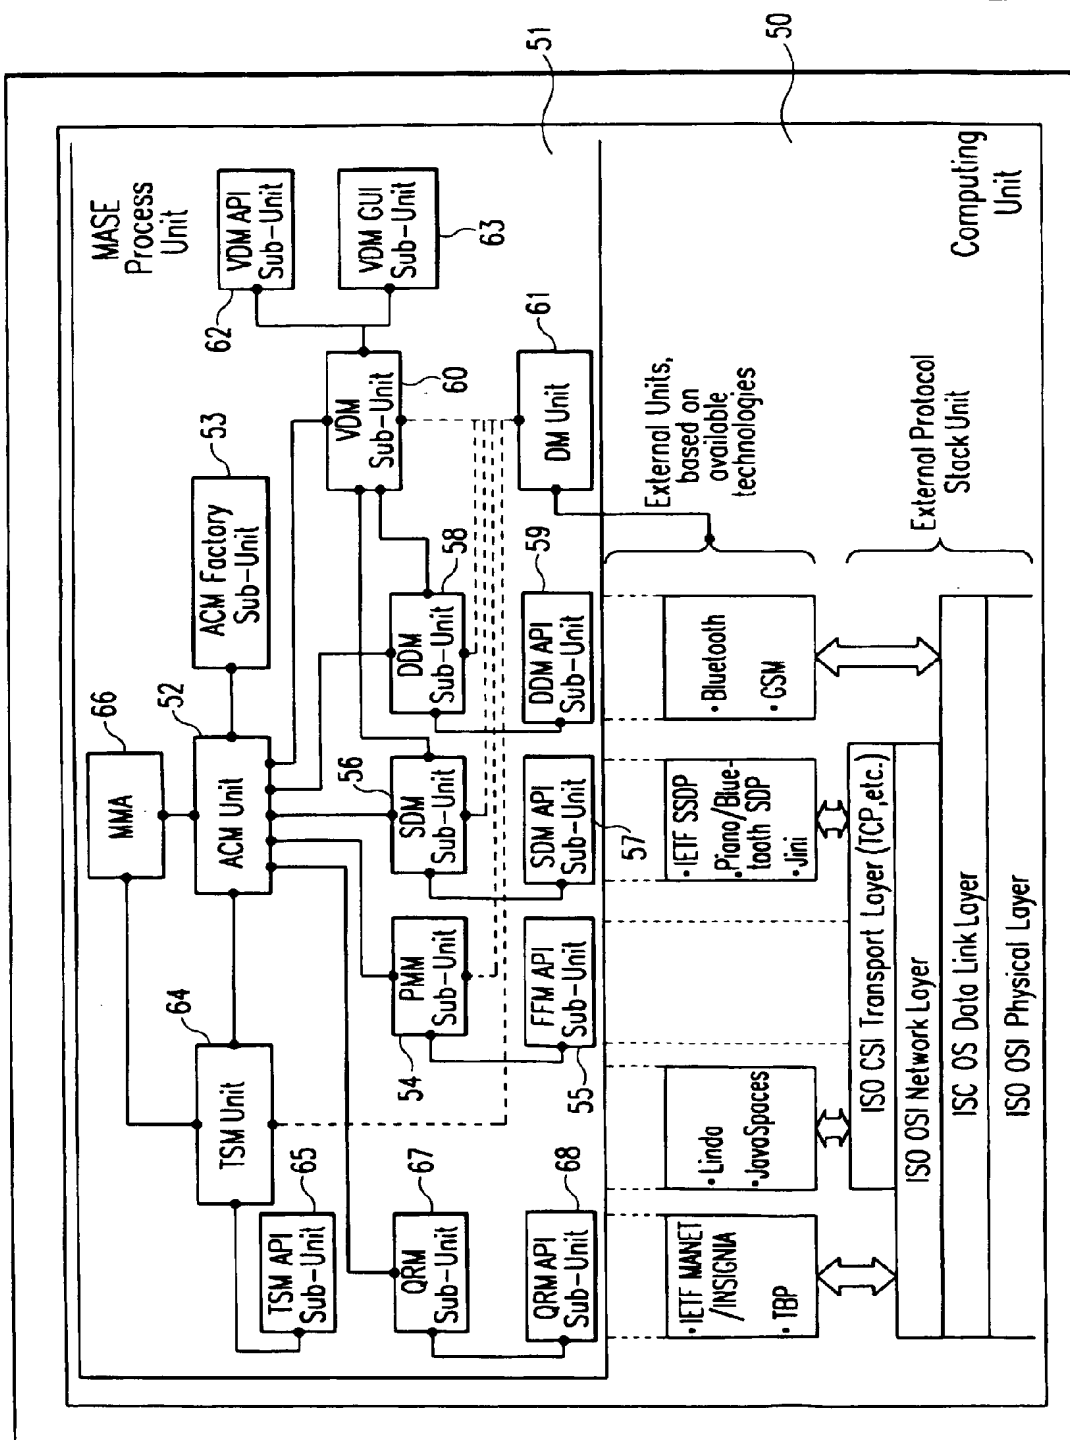 MASE
Process
Unit
51
50
66
MMA
52
ACM Unit
53
ACM Factory
Sub-Unit
62
VDM API
Sub-Unit
VDM GUI
Sub-Unit
63
64
TSM Unit
TSM API
Sub-Unit
65
VDM
Sub-Unit
60
QRM
Sub-Unit
67
PMM
Sub-Unit
54
56
SDM
Sub-Unit
DDM
Sub-Unit
58
QRM API
Sub-Unit
68
FFM API
Sub-Unit
55
SDM API
Sub-Unit
57
DDM API
Sub-Unit
59
DM Unit
61
• IETF MANET
/INSIGNIA
• TBP
• Linda
• JavaSpaces
• IETF SSDP
• Piano/Blue-
tooth SDP
• Jini
• Bluetooth
• GSM
External Units,
based on
available
technologies
ISO CSI Transport Layer (TCP,etc.)
ISO OSI Network Layer
ISC OS Data Link Layer
ISO OSI Physical Layer
External Protocol
Stack Unit
Computing
Unit